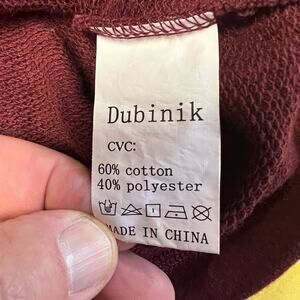 Dubinik
CVC:
60% cotton
40% polyester
MADE IN CHINA